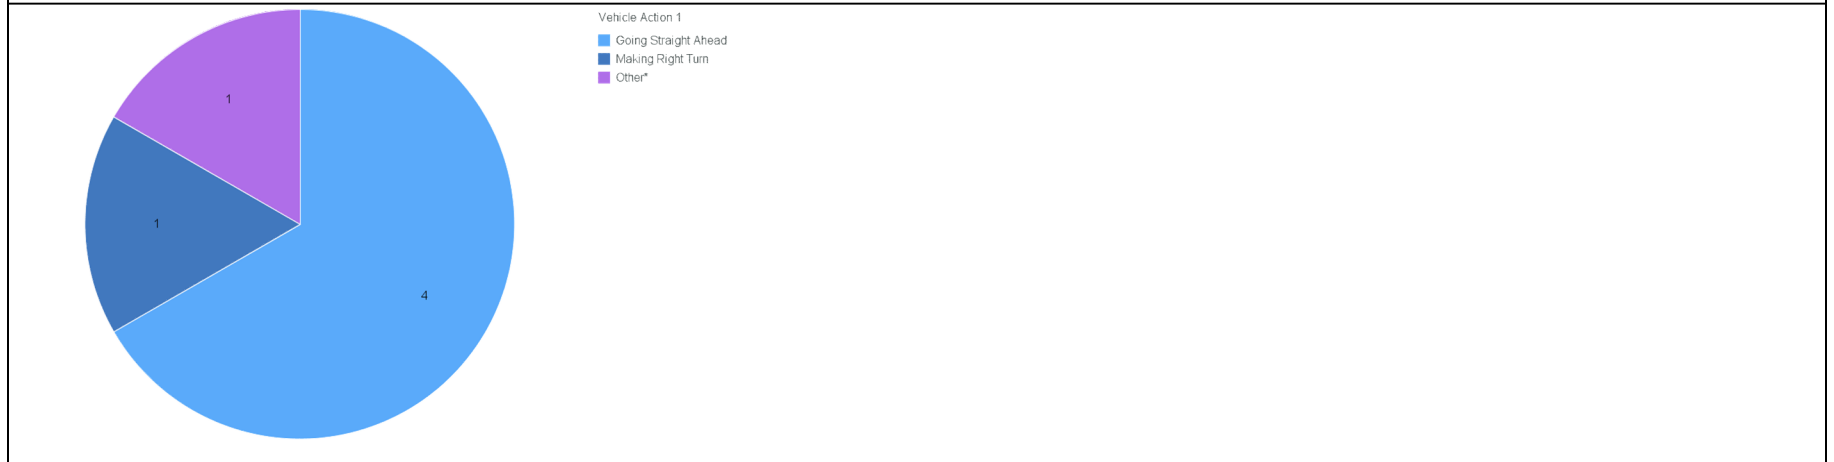 Vehicle Action 1
Going Straight Ahead
Making Right Turn
Other*
1
1
4